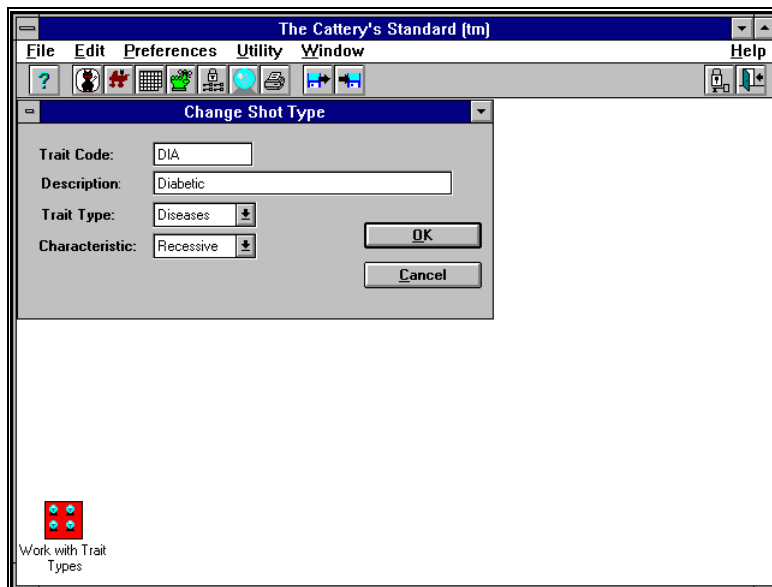 The Cattery's Standard (tm)
File Edit Preferences Utility Window Help
?
Change Shot Type
Trait Code: DIA
Description: Diabetic
Trait Type: Diseases
Characteristic: Recessive
OK
Cancel
Work with Trait
Types